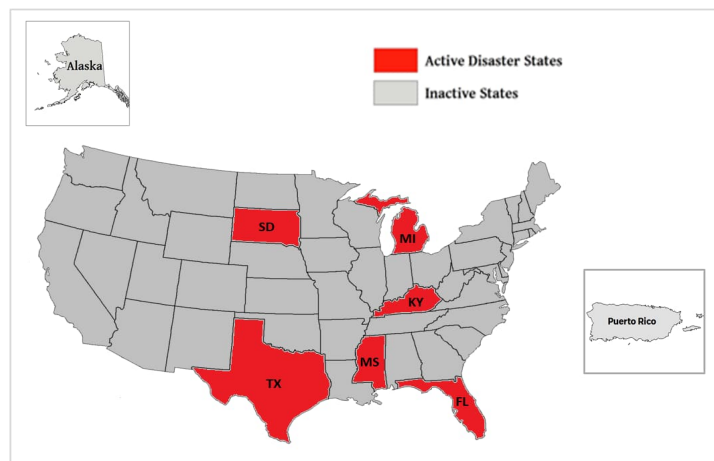 Alaska
Active Disaster States
Inactive States
SD
MI
KY
MS
TX
FL
Puerto Rico